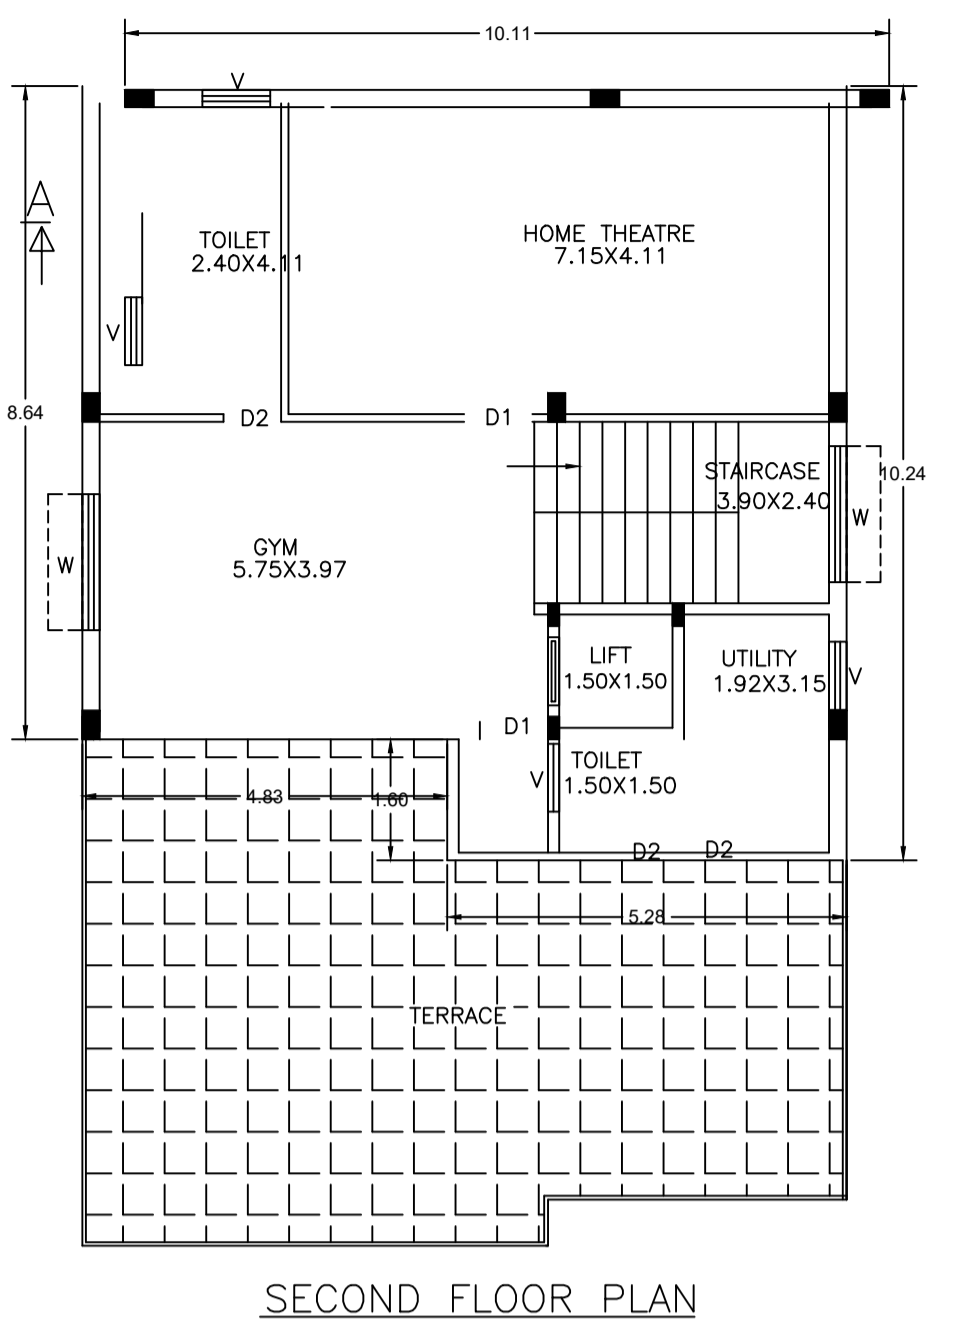 10.11
V
A
TOILET
2.40X4.11
HOME THEATRE
7.15X4.11
V
8.64
D2
D1
STAIRCASE
3.90X2.40
10.24
W
GYM
5.75X3.97
W
LIFT
1.50X1.50
UTILITY
1.92X3.15
V
D1
TOILET
1.50X1.50
V
4.83
1.60
D2
D2
5.28
TERRACE
SECOND FLOOR PLAN